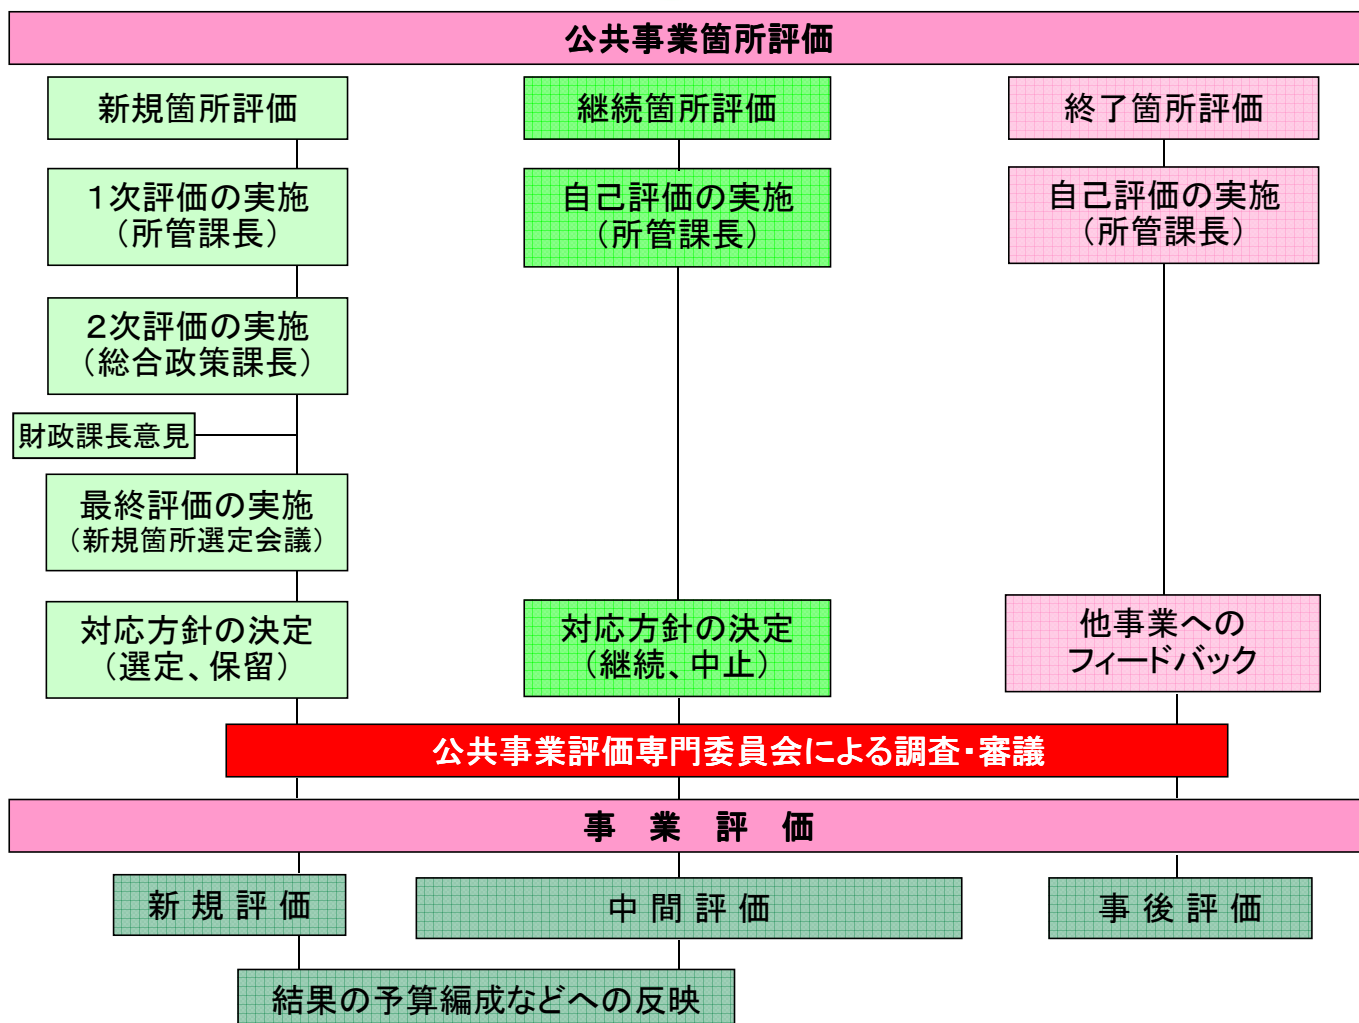 公共事業箇所評価
新規箇所評価
継続箇所評価
終了箇所評価
1次評価の実施
（所管課長）
自己評価の実施
（所管課長）
自己評価の実施
（所管課長）
2次評価の実施
（総合政策課長）
財政課長意見
最終評価の実施
（新規箇所選定会議）
対応方針の決定
（選定、保留）
対応方針の決定
（継続、中止）
他事業への
フィードバック
公共事業評価専門委員会による調査・審議
事　業　評　価
新 規 評 価
中 間 評 価
事 後 評 価
結果の予算編成などへの反映